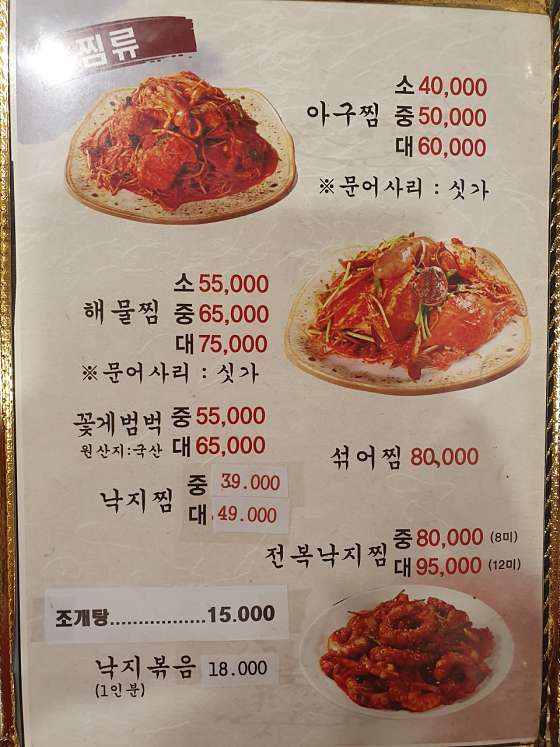 찜류
소 40,000
아구찜 중 50,000
대 60,000
※문어사리 : 싯가
소 55,000
해물찜 중 65,000
대 75,000
※문어사리 : 싯가
꽃게범벅 중 55,000
원산지:국산 대 65,000
섞어찜 80,000
낙지찜 중 39.000
대 49.000
전복낙지찜 중 80,000 (8미)
대 95,000 (12미)
조개탕..................15.000
낙지볶음 18.000
(1인분)